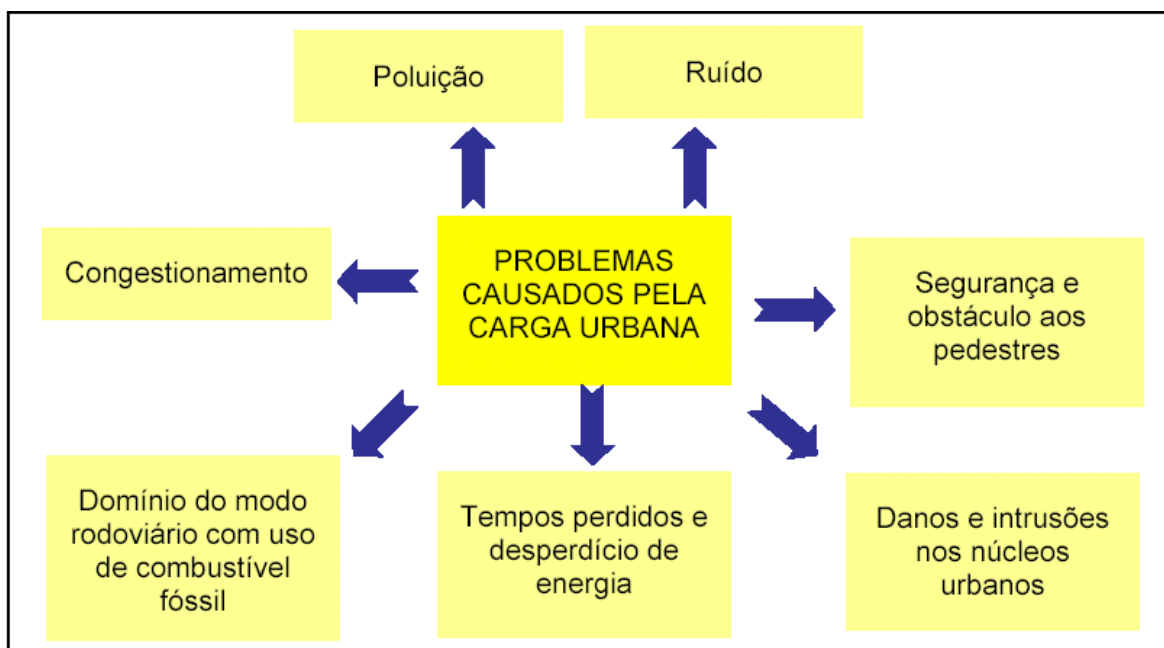 Poluição
Ruído
Congestionamento
PROBLEMAS
CAUSADOS PELA
CARGA URBANA
Segurança e
obstáculo aos
pedestres
Domínio do modo
rodoviário com uso
de combustível
fóssil
Tempos perdidos e
desperdício de
energia
Danos e intrusões
nos núcleos
urbanos